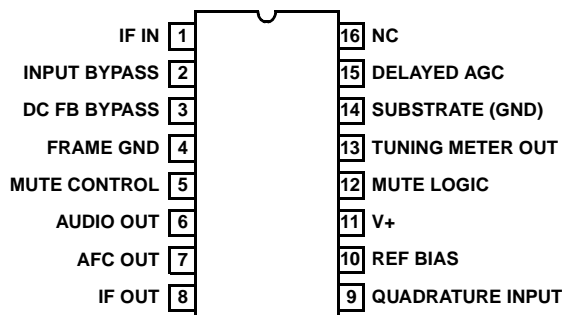 IF IN 1 16 NC
INPUT BYPASS 2 15 DELAYED AGC
DC FB BYPASS 3 14 SUBSTRATE (GND)
FRAME GND 4 13 TUNING METER OUT
MUTE CONTROL 5 12 MUTE LOGIC
AUDIO OUT 6 11 V+
AFC OUT 7 10 REF BIAS
IF OUT 8 9 QUADRATURE INPUT